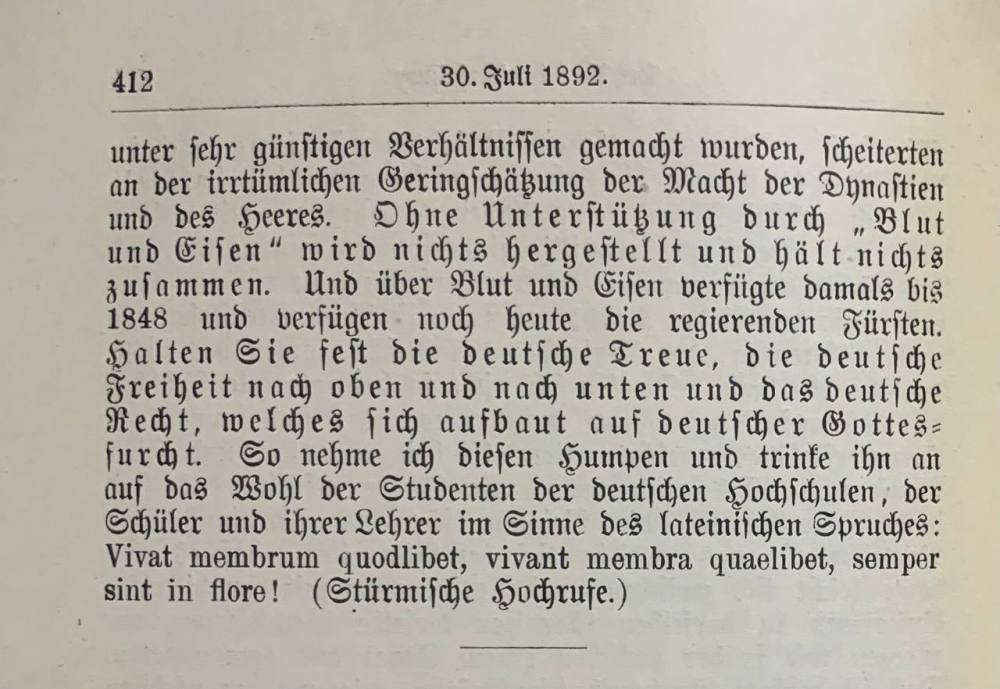 412
30. Juli 1892.
unter sehr günstigen Verhältnissen gemacht wurden, scheiterten
an der irrtümlichen Geringschätzung der Macht der Dynastien
und des Heeres. Ohne Unterstützung durch „Blut
und Eisen“ wird nichts hergestellt und hält nichts
zusammen. Und über Blut und Eisen verfügte damals bis
1848 und verfügen noch heute die regierenden Fürsten.
Halten Sie fest die deutsche Treue, die deutsche
Freiheit nach oben und nach unten und das deutsche
Recht, welches sich aufbaut auf deutscher Gottes-
furcht. So nehme ich diesen Humpen und trinke ihn an
auf das Wohl der Studenten der deutschen Hochschulen, der
Schüler und ihrer Lehrer im Sinne des lateinischen Spruches:
Vivat membrum quodlibet, vivant membra quaelibet, semper
sint in flore! (Stürmische Hochrufe.)